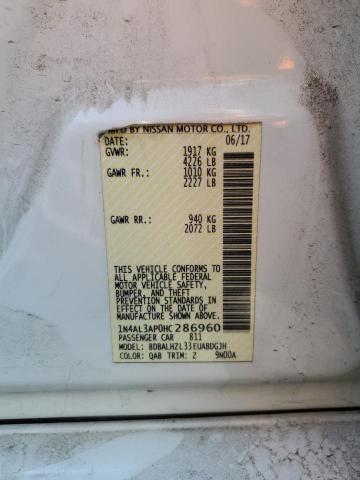 MFD BY NISSAN MOTOR CO., LTD.
DATE: 06/17
GVWR: 1917 KG
4226 LB
GAWR FR.: 1010 KG
2227 LB
GAWR RR: 940 KG
2072 LB
THIS VEHICLE CONFORMS TO
ALL APPLICABLE FEDERAL
MOTOR VEHICLE SAFETY,
BUMPER, AND THEFT
PREVENTION STANDARDS IN
EFFECT ON THE DATE OF
MANUFACTURE SHOWN ABOVE.
1N4AL3AP0HC286960
PASSENGER CAR 811
MODEL: BDBALHZL33EUABDGJH
COLOR: QAB TRIM: Z 9N00A